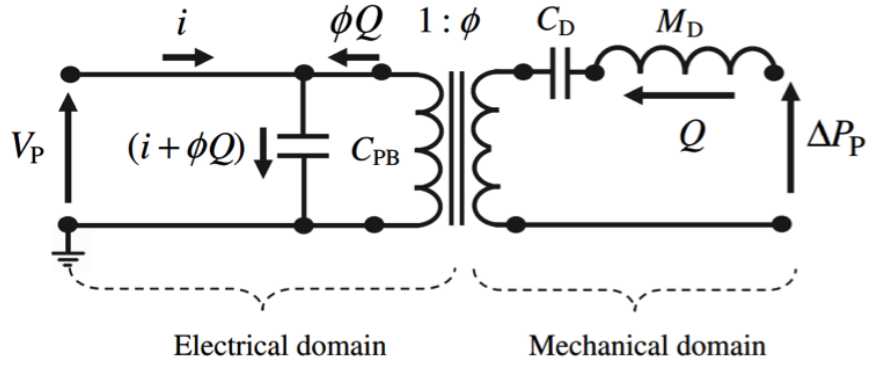 i ϕQ 1 : ϕ C_D M_D
V_P (i + ϕQ) C_PB Q ΔP_P
Electrical domain Mechanical domain